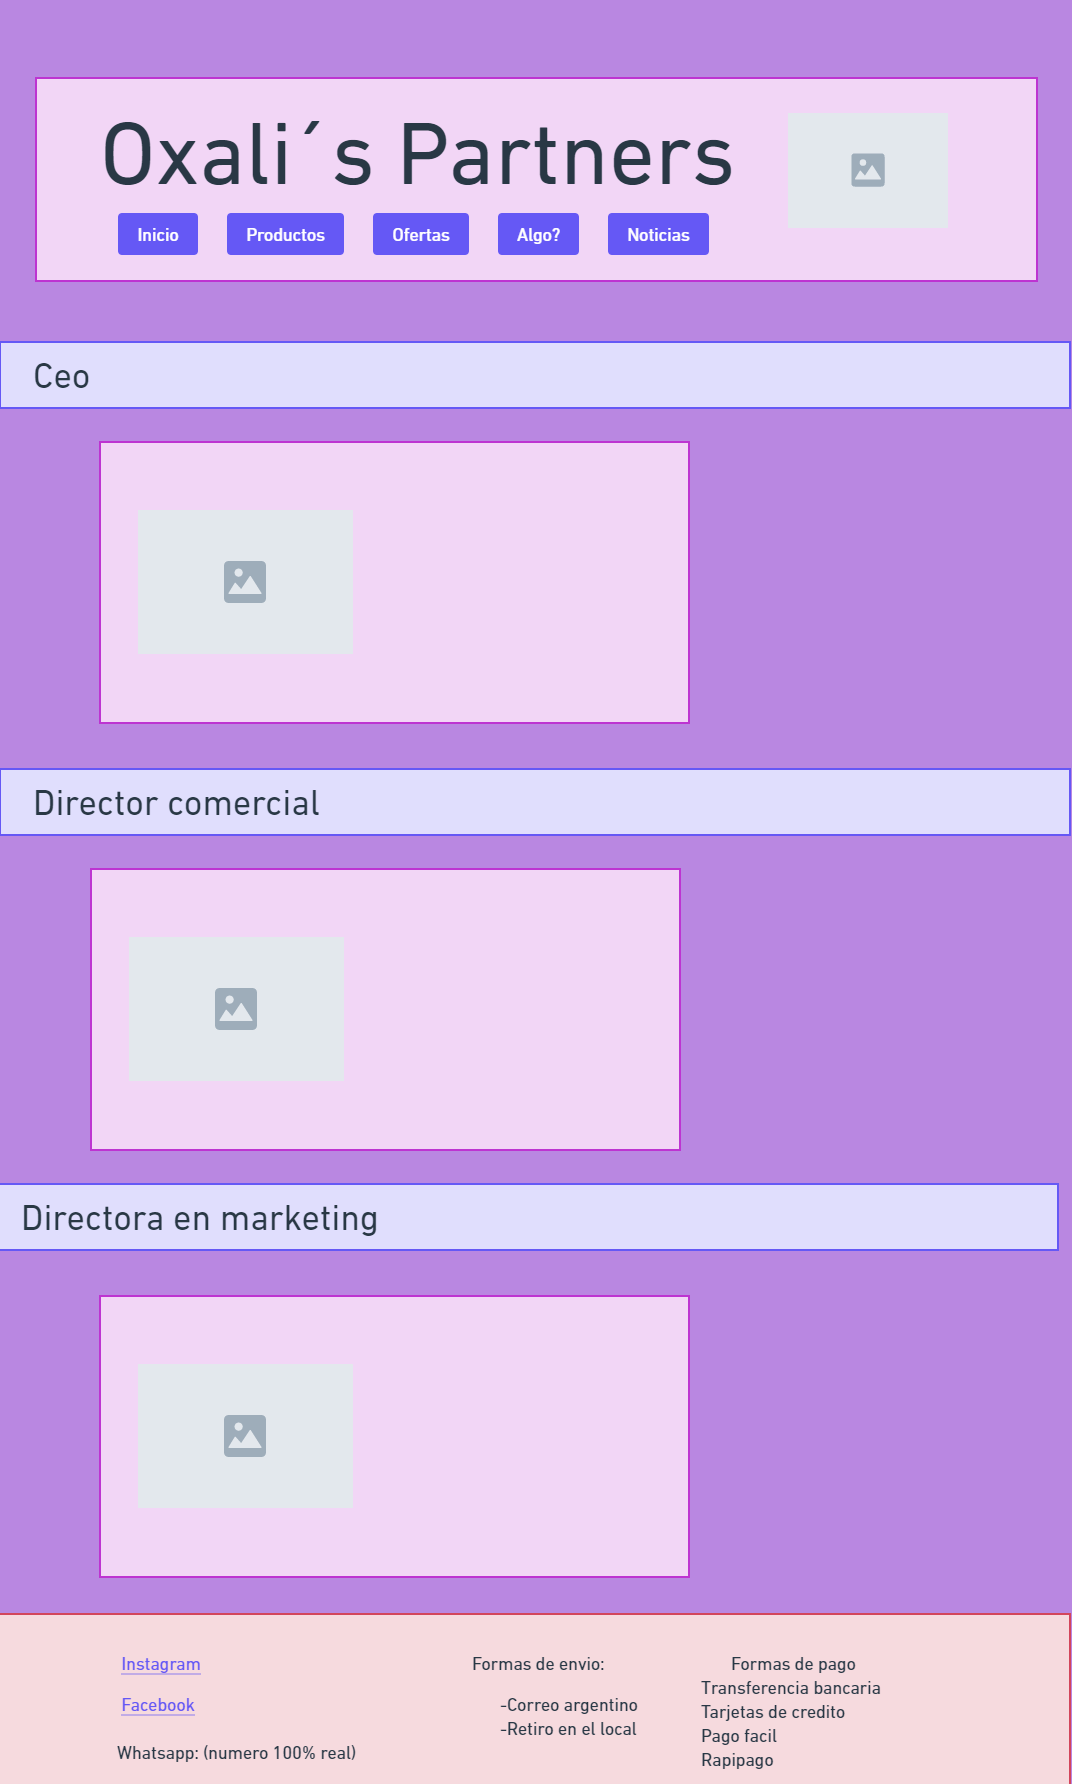 Oxali´s Partners
Inicio Productos Ofertas Algo? Noticias
Ceo
Director comercial
Directora en marketing
Instagram
Facebook
Whatsapp: (numero 100% real)
Formas de envio:
-Correo argentino
-Retiro en el local
Formas de pago
Transferencia bancaria
Tarjetas de credito
Pago facil
Rapipago